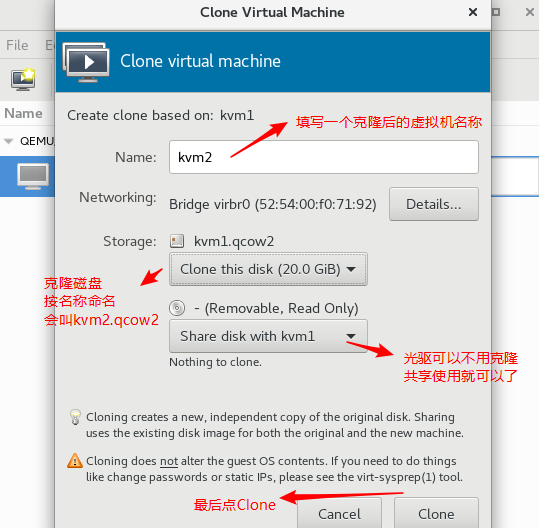 Clone Virtual Machine
File
Clone virtual machine
Name
Create clone based on: kvm1
填写一个克隆后的虚拟机名称
QEMU
Name:
kvm2
Networking:
Bridge virbr0 (52:54:00:f0:71:92)
Details...
Storage:
kvm1.qcow2
Clone this disk (20.0 GiB)
克隆磁盘
按名称命名
会叫kvm2.qcow2
- (Removable, Read Only)
Share disk with kvm1
Nothing to clone.
光驱可以不用克隆
共享使用就可以了
Cloning creates a new, independent copy of the original disk. Sharing
uses the existing disk image for both the original and the new machine.
Cloning does not alter the guest OS contents. If you need to do things
like change passwords or static IPs, please see the virt-sysprep(1) tool.
最后点Clone
Cancel
Clone